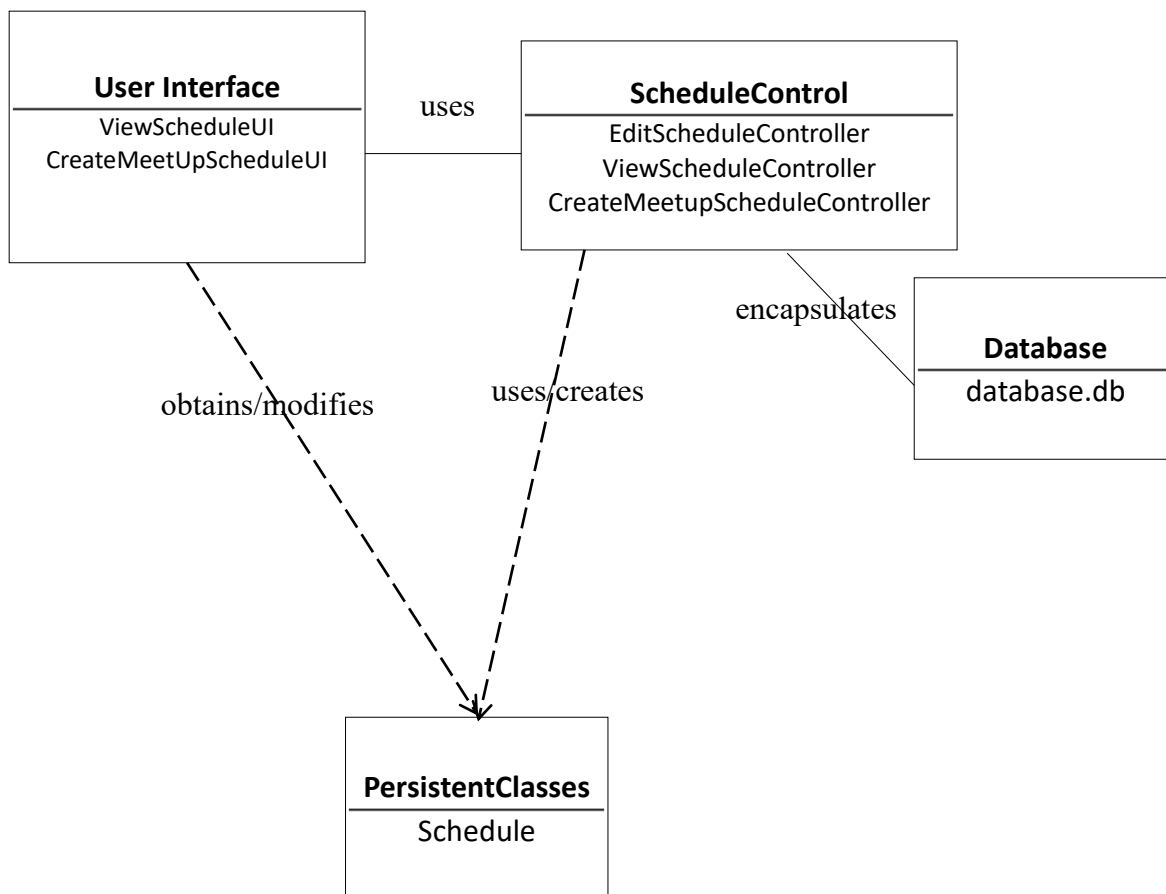 User Interface
ViewScheduleUI
CreateMeetUpScheduleUI
uses
ScheduleControl
EditScheduleController
ViewScheduleController
CreateMeetupScheduleController
encapsulates
Database
database.db
obtains/modifies
uses/creates
PersistentClasses
Schedule